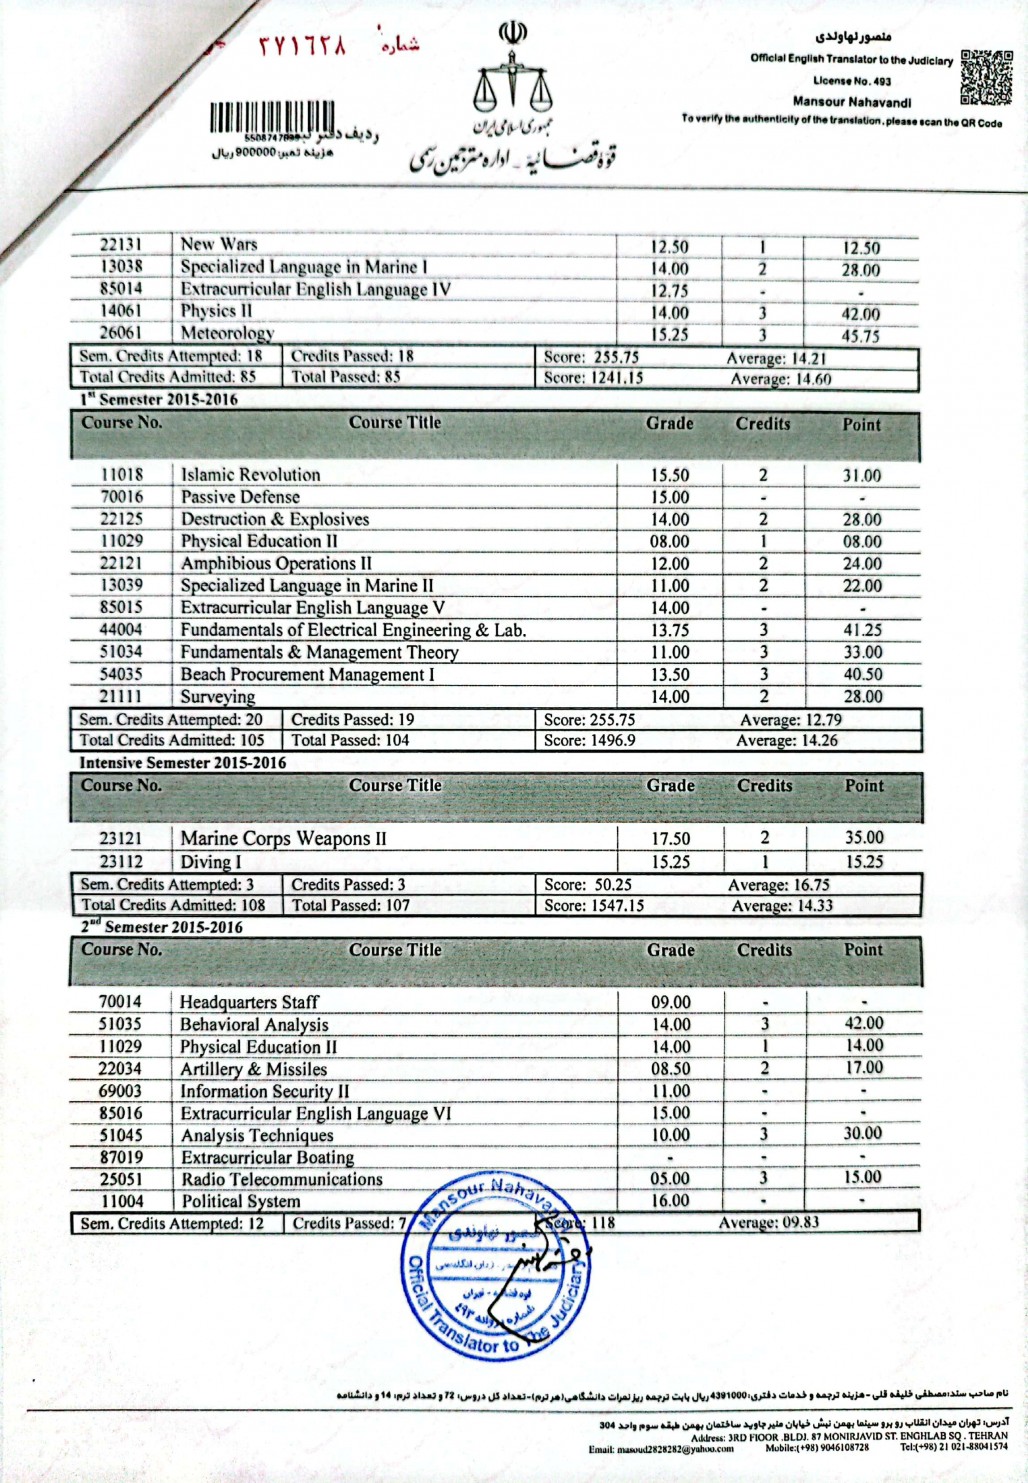 شماره ۳۷۱۶۲۸
منصور نهاوندی
Official English Translator to the Judiciary
License No. 493
Mansour Nahavandi
To verify the authenticity of the translation, please scan the QR Code
ردیف دفتر
هزینه تمبر: 900000 ریال
جمهوری اسلامی ایران
قوه قضائیه - اداره مترجمین رسمی
22131 New Wars 12.50 1 12.50
13038 Specialized Language in Marine I 14.00 2 28.00
85014 Extracurricular English Language IV 12.75 - -
14061 Physics II 14.00 3 42.00
26061 Meteorology 15.25 3 45.75
Sem. Credits Attempted: 18 Credits Passed: 18 Score: 255.75 Average: 14.21
Total Credits Admitted: 85 Total Passed: 85 Score: 1241.15 Average: 14.60
1st Semester 2015-2016
Course No. Course Title Grade Credits Point
11018 Islamic Revolution 15.50 2 31.00
70016 Passive Defense 15.00 - -
22125 Destruction & Explosives 14.00 2 28.00
11029 Physical Education II 08.00 1 08.00
22121 Amphibious Operations II 12.00 2 24.00
13039 Specialized Language in Marine II 11.00 2 22.00
85015 Extracurricular English Language V 14.00 - -
44004 Fundamentals of Electrical Engineering & Lab. 13.75 3 41.25
51034 Fundamentals & Management Theory 11.00 3 33.00
54035 Beach Procurement Management I 13.50 3 40.50
21111 Surveying 14.00 2 28.00
Sem. Credits Attempted: 20 Credits Passed: 19 Score: 255.75 Average: 12.79
Total Credits Admitted: 105 Total Passed: 104 Score: 1496.9 Average: 14.26
Intensive Semester 2015-2016
Course No. Course Title Grade Credits Point
23121 Marine Corps Weapons II 17.50 2 35.00
23112 Diving I 15.25 1 15.25
Sem. Credits Attempted: 3 Credits Passed: 3 Score: 50.25 Average: 16.75
Total Credits Admitted: 108 Total Passed: 107 Score: 1547.15 Average: 14.33
2nd Semester 2015-2016
Course No. Course Title Grade Credits Point
70014 Headquarters Staff 09.00 - -
51035 Behavioral Analysis 14.00 3 42.00
11029 Physical Education II 14.00 1 14.00
22034 Artillery & Missiles 08.50 2 17.00
69003 Information Security II 11.00 - -
85016 Extracurricular English Language VI 15.00 - -
51045 Analysis Techniques 10.00 3 30.00
87019 Extracurricular Boating - - -
25051 Radio Telecommunications 05.00 3 15.00
11004 Political System 16.00 - -
Sem. Credits Attempted: 12 Credits Passed: 7 Score: 118 Average: 09.83
Mansour Nahavandi
منصور نهاوندی
زبان انگلیسی
قوه قضائیه - تهران
شماره پروانه ۴۹۳
Official Translator to The Judiciary
نام صاحب سند: مصطفی خلیفه قلی - هزینه ترجمه و خدمات دفتری: 4391000 ریال بابت ترجمه ریز نمرات دانشگاهی (هر ترم) - تعداد کل دروس: 72 و تعداد ترم: 14 و دانشنامه
آدرس: تهران میدان انقلاب رو برو سینما بهمن نبش خیابان منیر جاوید ساختمان بهمن طبقه سوم واحد 304
Address: 3RD FlOOR .BLDJ. 87 MONIRJAVID ST. ENGHLAB SQ . TEHRAN
Email: masoud2828282@yahoo.com Mobile:(+98) 9046108728 Tel:(+98) 21 021-88041574